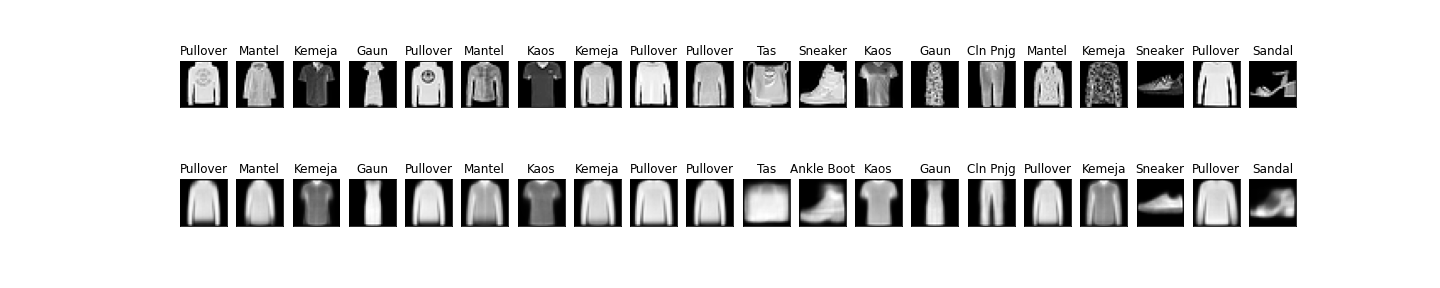 Pullover Mantel Kemeja Gaun Pullover Mantel Kaos Kemeja Pullover Pullover Tas Sneaker Kaos Gaun Cln Pnjg Mantel Kemeja Sneaker Pullover Sandal
Pullover Mantel Kemeja Gaun Pullover Mantel Kaos Kemeja Pullover Pullover Tas Ankle Boot Kaos Gaun Cln Pnjg Pullover Kemeja Sneaker Pullover Sandal